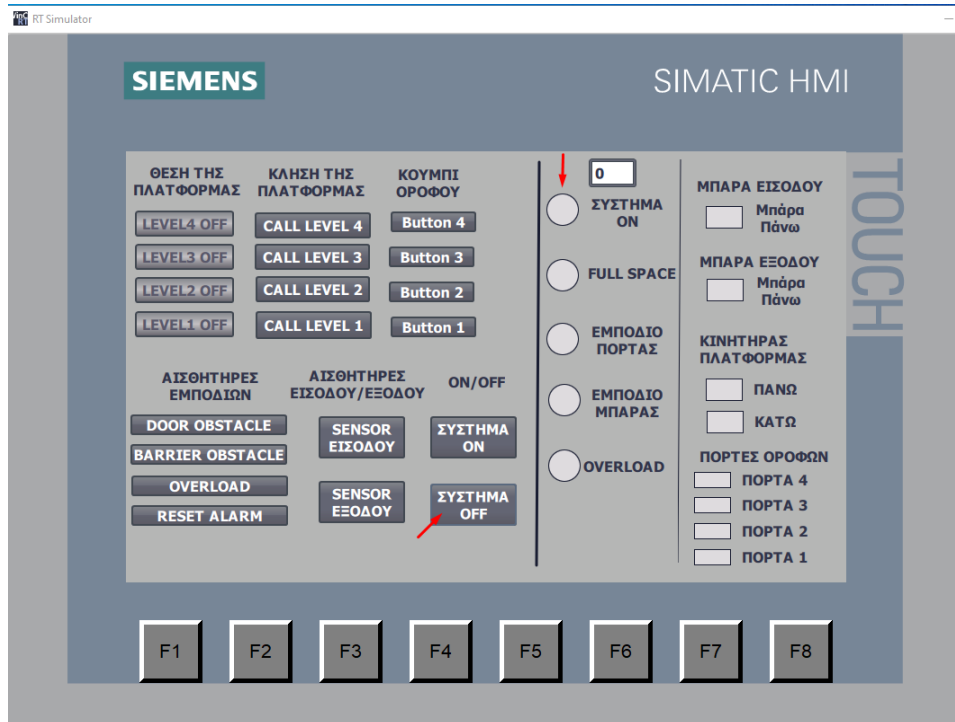 RT Simulator
SIEMENS
SIMATIC HMI
TOUCH
ΘΕΣΗ ΤΗΣ
ΠΛΑΤΦΟΡΜΑΣ
LEVEL4 OFF
LEVEL3 OFF
LEVEL2 OFF
LEVEL1 OFF
ΚΛΗΣΗ ΤΗΣ
ΠΛΑΤΦΟΡΜΑΣ
CALL LEVEL 4
CALL LEVEL 3
CALL LEVEL 2
CALL LEVEL 1
ΚΟΥΜΠΙ
ΟΡΟΦΟΥ
Button 4
Button 3
Button 2
Button 1
ΑΙΣΘΗΤΗΡΕΣ
ΕΜΠΟΔΙΩΝ
DOOR OBSTACLE
BARRIER OBSTACLE
OVERLOAD
RESET ALARM
ΑΙΣΘΗΤΗΡΕΣ
ΕΙΣΟΔΟΥ/ΕΞΟΔΟΥ
SENSOR
ΕΙΣΟΔΟΥ
SENSOR
ΕΞΟΔΟΥ
ON/OFF
ΣΥΣΤΗΜΑ
ON
ΣΥΣΤΗΜΑ
OFF
0
ΣΥΣΤΗΜΑ
ON
FULL SPACE
ΕΜΠΟΔΙΟ
ΠΟΡΤΑΣ
ΕΜΠΟΔΙΟ
ΜΠΑΡΑΣ
OVERLOAD
ΜΠΑΡΑ ΕΙΣΟΔΟΥ
Μπάρα
Πάνω
ΜΠΑΡΑ ΕΞΟΔΟΥ
Μπάρα
Πάνω
ΚΙΝΗΤΗΡΑΣ
ΠΛΑΤΦΟΡΜΑΣ
ΠΑΝΩ
ΚΑΤΩ
ΠΟΡΤΕΣ ΟΡΟΦΩΝ
ΠΟΡΤΑ 4
ΠΟΡΤΑ 3
ΠΟΡΤΑ 2
ΠΟΡΤΑ 1
F1
F2
F3
F4
F5
F6
F7
F8